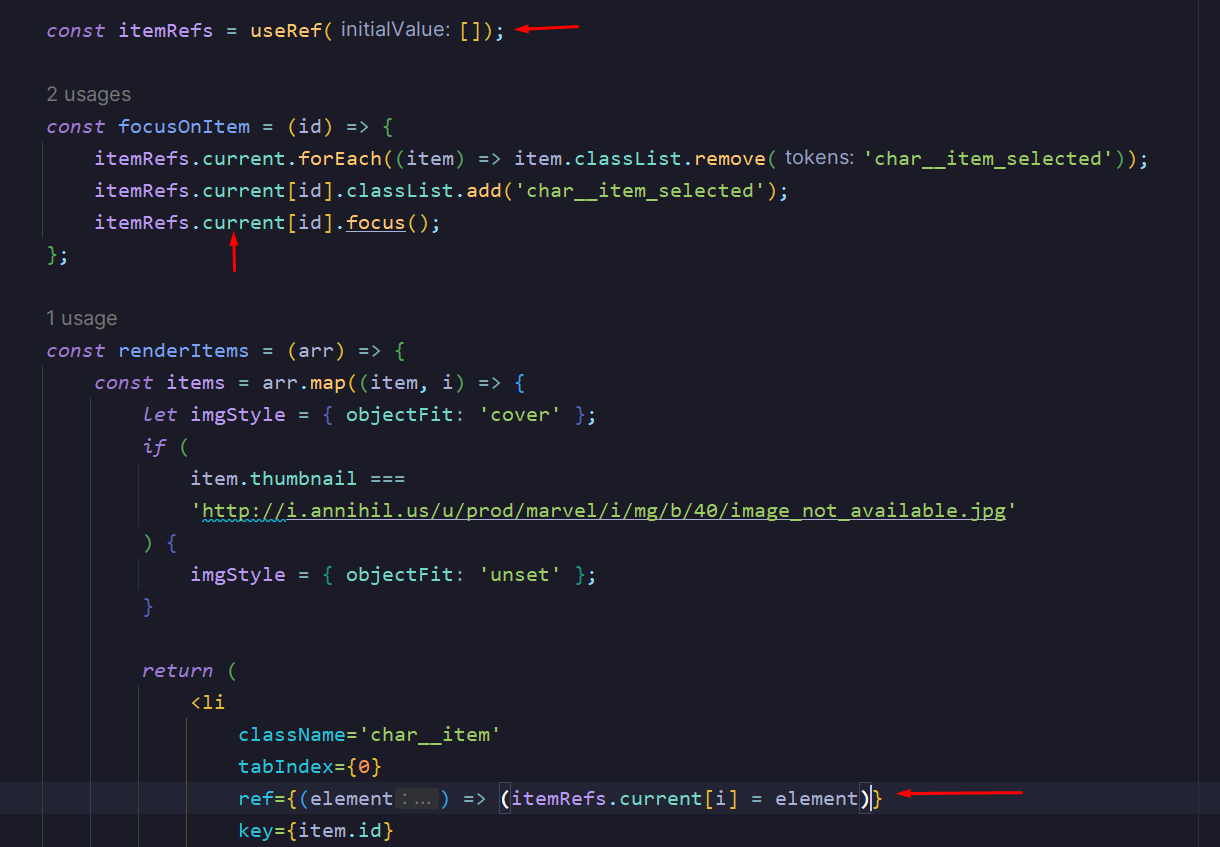 const itemRefs = useRef( initialValue: []);
2 usages
const focusOnItem = (id) => {
itemRefs.current.forEach((item) => item.classList.remove( tokens: 'char__item_selected'));
itemRefs.current[id].classList.add('char__item_selected');
itemRefs.current[id].focus();
};
1 usage
const renderItems = (arr) => {
const items = arr.map((item, i) => {
let imgStyle = { objectFit: 'cover' };
if (
item.thumbnail ===
'http://i.annihil.us/u/prod/marvel/i/mg/b/40/image_not_available.jpg'
) {
imgStyle = { objectFit: 'unset' };
}
return (
<li
className='char__item'
tabIndex={0}
ref={(element : ... ) => (itemRefs.current[i] = element)}
key={item.id}